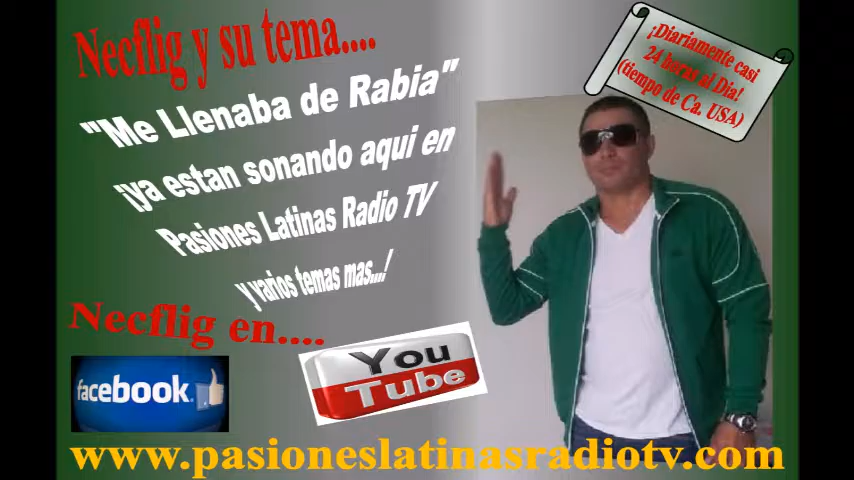 Necflig y su tema....
"Me Llenaba de Rabia"
¡ya estan sonando aqui en
Pasiones Latinas Radio TV
y varios temas mas....!
¡Diariamente casi
24 horas al Dia!
(tiempo de Ca. USA)
Necflig en....
facebook.
You
Tube
www.pasioneslatinasradiotv.com